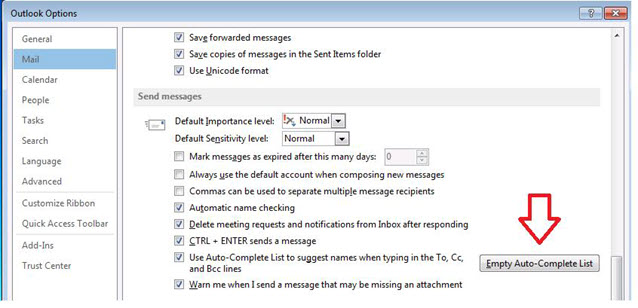 Outlook Options
?
General
Mail
Calendar
People
Tasks
Search
Language
Advanced
Customize Ribbon
Quick Access Toolbar
Add-Ins
Trust Center
Save forwarded messages
Save copies of messages in the Sent Items folder
Use Unicode format
Send messages
Default Importance level: Normal
Default Sensitivity level: Normal
Mark messages as expired after this many days: 0
Always use the default account when composing new messages
Commas can be used to separate multiple message recipients
Automatic name checking
Delete meeting requests and notifications from Inbox after responding
CTRL + ENTER sends a message
Use Auto-Complete List to suggest names when typing in the To, Cc,
and Bcc lines
Empty Auto-Complete List
Warn me when I send a message that may be missing an attachment